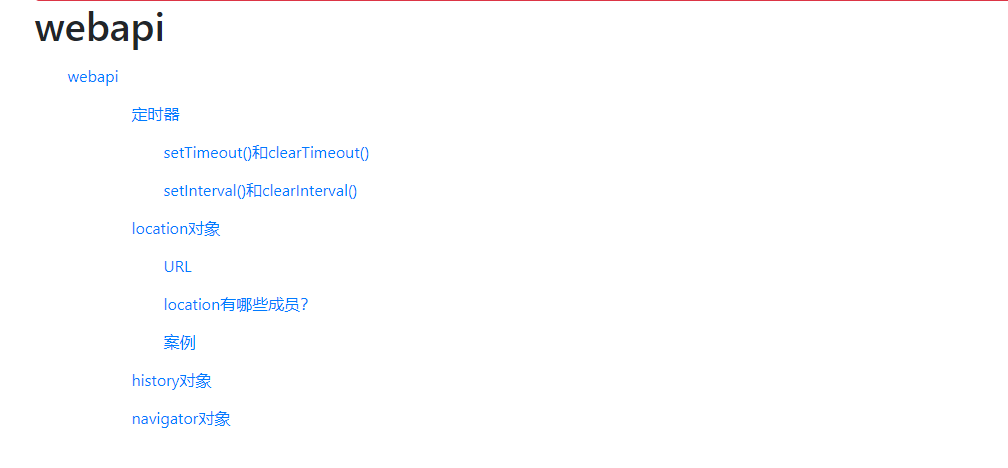 webapi
webapi
定时器
setTimeout()和clearTimeout()
setInterval()和clearInterval()
location对象
URL
location有哪些成员?
案例
history对象
navigator对象